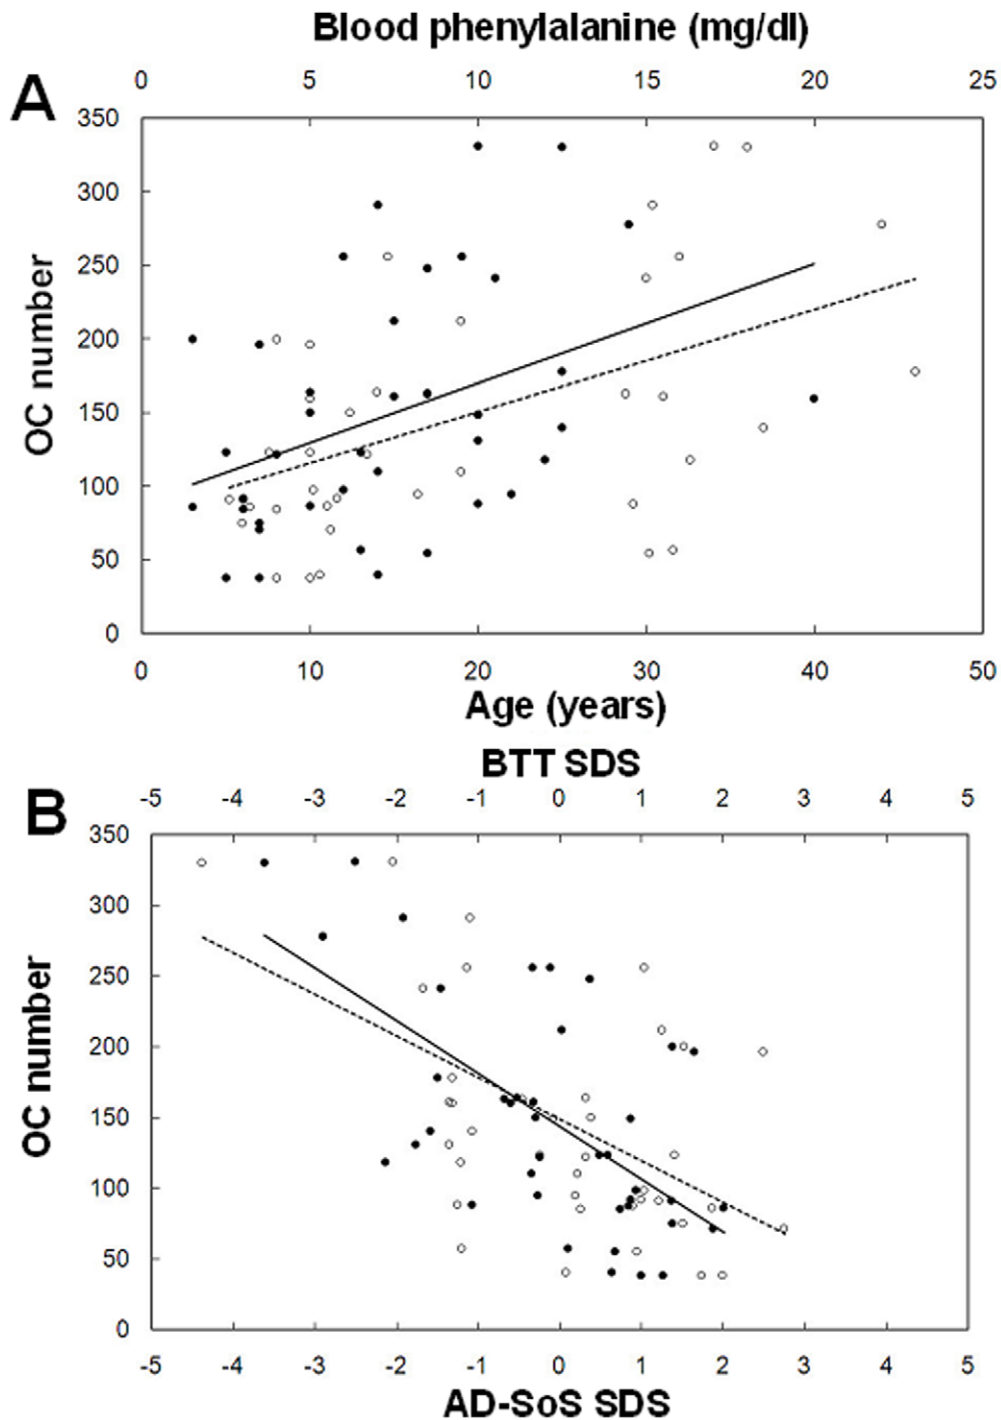 Blood phenylalanine (mg/dl)
A
0 5 10 15 20 25
350
300
250
200
150
100
50
0
OC number
0 10 20 30 40 50
Age (years)
BTT SDS
B
-5 -4 -3 -2 -1 0 1 2 3 4 5
350
300
250
200
150
100
50
0
OC number
-5 -4 -3 -2 -1 0 1 2 3 4 5
AD-SoS SDS